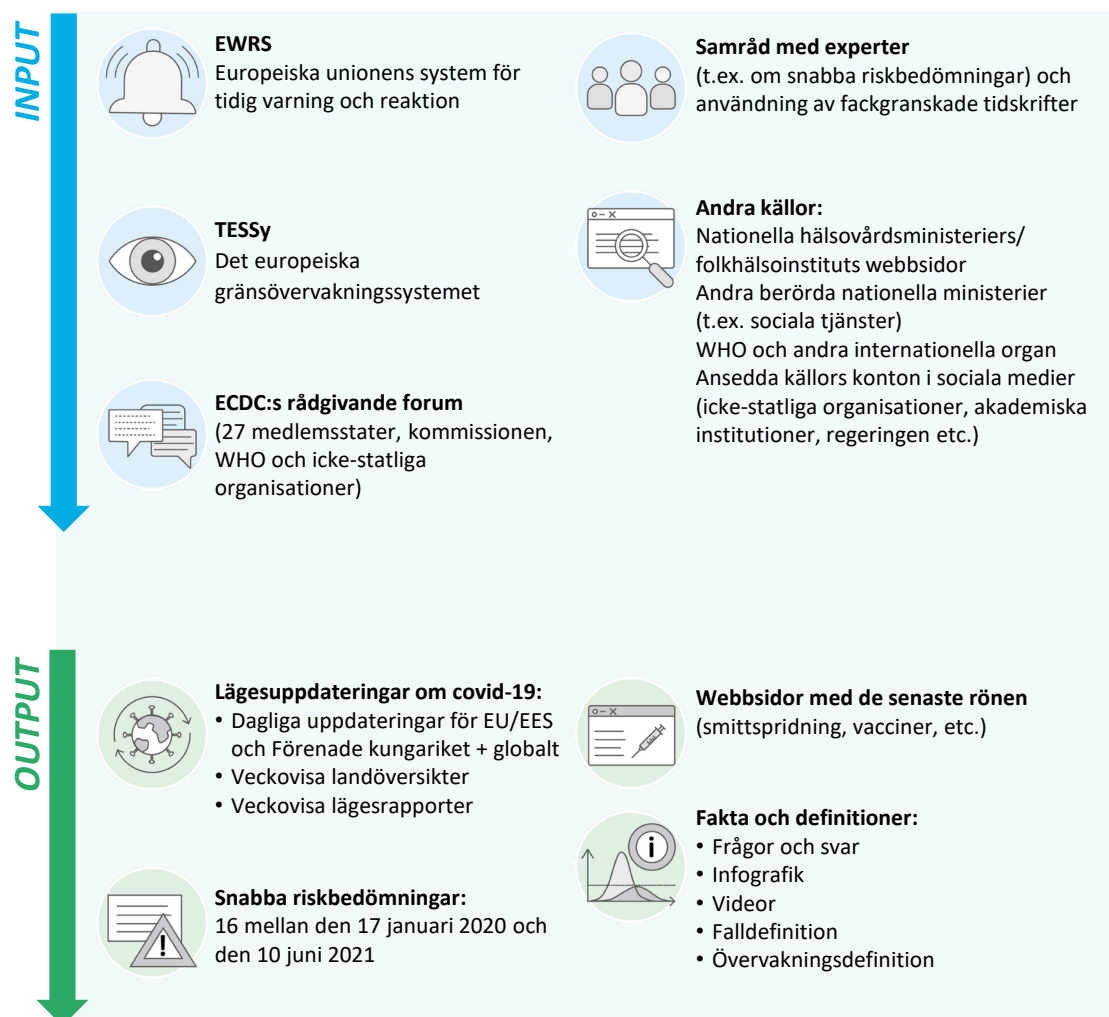 INPUT
EWRS
Europeiska unionens system för
tidig varning och reaktion
TESSy
Det europeiska
gränsövervakningssystemet
ECDC:s rådgivande forum
(27 medlemsstater, kommissionen,
WHO och icke-statliga
organisationer)
Samråd med experter
(t.ex. om snabba riskbedömningar) och
användning av fackgranskade tidskrifter
Andra källor:
Nationella hälsovårdsministeriers/
folkhälsoinstituts webbsidor
Andra berörda nationella ministerier
(t.ex. sociala tjänster)
WHO och andra internationella organ
Ansedda källors konton i sociala medier
(icke-statliga organisationer, akademiska
institutioner, regeringen etc.)
OUTPUT
Lägesuppdateringar om covid-19:
• Dagliga uppdateringar för EU/EES
och Förenade kungariket + globalt
• Veckovisa landöversikter
• Veckovisa lägesrapporter
Snabba riskbedömningar:
16 mellan den 17 januari 2020 och
den 10 juni 2021
Webbsidor med de senaste rönen
(smittspridning, vacciner, etc.)
Fakta och definitioner:
• Frågor och svar
• Infografik
• Videor
• Falldefinition
• Övervakningsdefinition